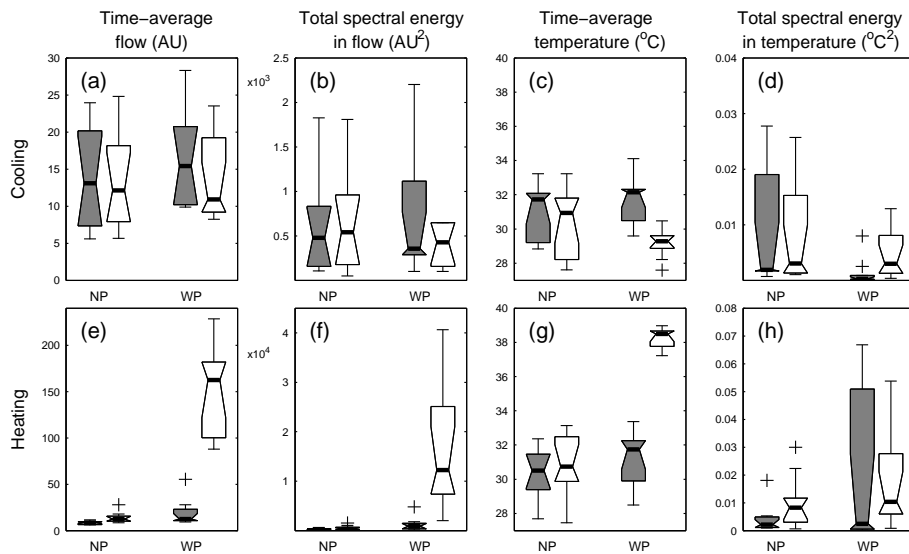 Time−average flow (AU)
Total spectral energy in flow (AU²)
Time−average temperature (°C)
Total spectral energy in temperature (°C²)
Cooling
(a)
30
25
20
15
10
5
0
NP WP
x10³
(b)
2.5
2
1.5
1
0.5
0
NP WP
(c)
40
38
36
34
32
30
28
NP WP
(d)
0.04
0.03
0.02
0.01
0
NP WP
Heating
(e)
200
150
100
50
0
NP WP
x10⁴
(f)
4
3
2
1
0
NP WP
(g)
40
38
36
34
32
30
28
NP WP
(h)
0.08
0.07
0.06
0.05
0.04
0.03
0.02
0.01
0
NP WP